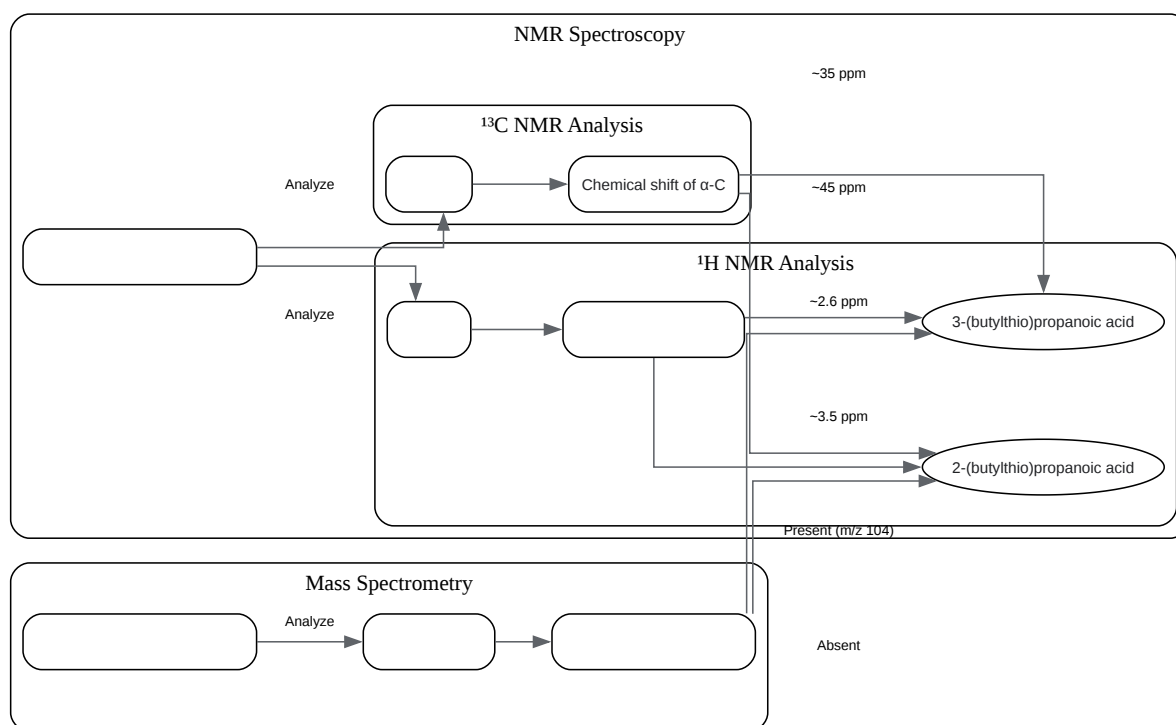 NMR Spectroscopy
~35 ppm
¹³C NMR Analysis
Analyze
Chemical shift of α-C
~45 ppm
¹H NMR Analysis
Analyze
~2.6 ppm
3-(butylthio)propanoic acid
~3.5 ppm
2-(butylthio)propanoic acid
Present (m/z 104)
Mass Spectrometry
Analyze
Absent